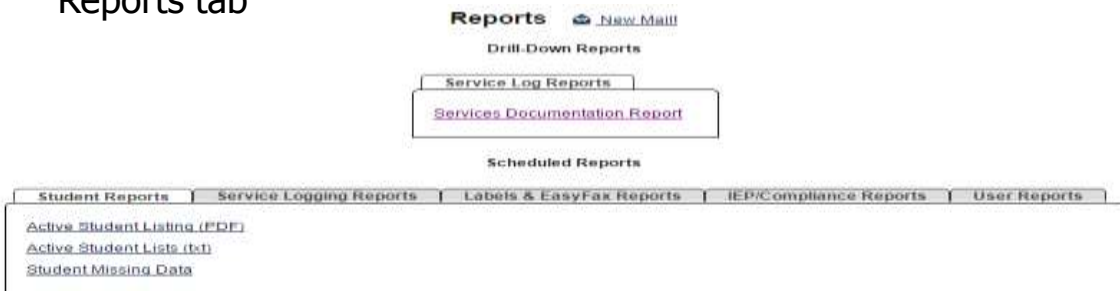 Reports tab
Reports New Mail!
Drill-Down Reports
Service Log Reports
Services Documentation Report
Scheduled Reports
Student Reports Service Logging Reports Labels & EasyFax Reports IEP/Compliance Reports User Reports
Active Student Listing (PDF)
Active Student Lists (txt)
Student Missing Data